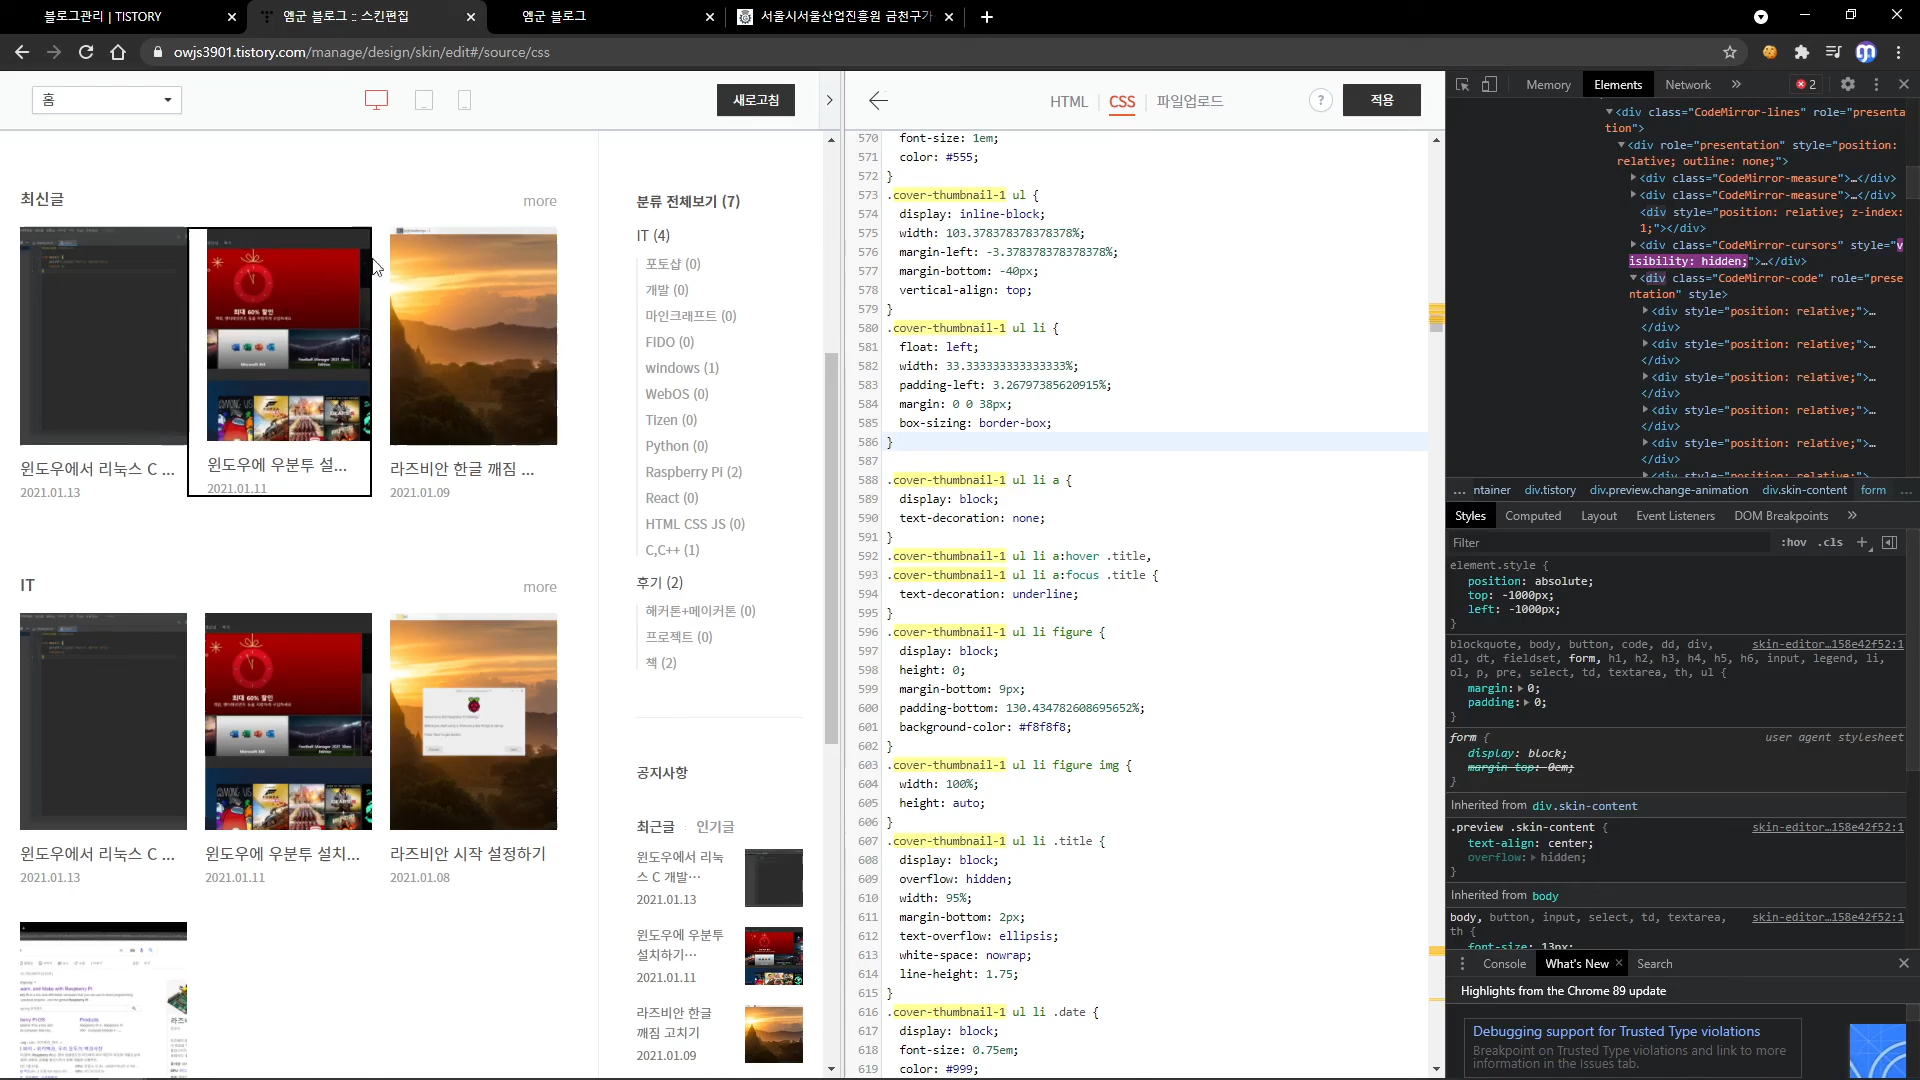 블로그관리 | TISTORY
엠군 블로그 :: 스킨편집
엠군 블로그
서울시서울산업진흥원 금천구가
owjs3901.tistory.com/manage/design/skin/edit#/source/css
홈
새로고침
HTML
CSS
파일업로드
?
적용
최신글
more
최대 60% 할인
윈도우에서 리눅스 C ...
2021.01.13
윈도우에 우분투 설...
2021.01.11
라즈비안 한글 깨짐 ...
2021.01.09
IT
more
최대 60% 할인
윈도우에서 리눅스 C ...
2021.01.13
윈도우에 우분투 설치...
2021.01.11
라즈비안 시작 설정하기
2021.01.08
분류 전체보기 (7)
IT (4)
포토샵 (0)
개발 (0)
마인크래프트 (0)
FIDO (0)
windows (1)
WebOS (0)
Tizen (0)
Python (0)
Raspberry Pi (2)
React (0)
HTML CSS JS (0)
C,C++ (1)
후기 (2)
해커톤+메이커톤 (0)
프로젝트 (0)
책 (2)
공지사항
최근글
인기글
윈도우에서 리눅
스 C 개발…
2021.01.13
윈도우에 우분투
설치하기…
2021.01.11
라즈비안 한글
깨짐 고치기
2021.01.09
570 font-size: 1em;
571 color: #555;
572 }
573 .cover-thumbnail-1 ul {
574 display: inline-block;
575 width: 103.378378378378378%;
576 margin-left: -3.378378378378378%;
577 margin-bottom: -40px;
578 vertical-align: top;
579 }
580 .cover-thumbnail-1 ul li {
581 float: left;
582 width: 33.333333333333333%;
583 padding-left: 3.26797385620915%;
584 margin: 0 0 38px;
585 box-sizing: border-box;
586 }
587
588 .cover-thumbnail-1 ul li a {
589 display: block;
590 text-decoration: none;
591 }
592 .cover-thumbnail-1 ul li a:hover .title,
593 .cover-thumbnail-1 ul li a:focus .title {
594 text-decoration: underline;
595 }
596 .cover-thumbnail-1 ul li figure {
597 display: block;
598 height: 0;
599 margin-bottom: 9px;
600 padding-bottom: 130.434782608695652%;
601 background-color: #f8f8f8;
602 }
603 .cover-thumbnail-1 ul li figure img {
604 width: 100%;
605 height: auto;
606 }
607 .cover-thumbnail-1 ul li .title {
608 display: block;
609 overflow: hidden;
610 width: 95%;
611 margin-bottom: 2px;
612 text-overflow: ellipsis;
613 white-space: nowrap;
614 line-height: 1.75;
615 }
616 .cover-thumbnail-1 ul li .date {
617 display: block;
618 font-size: 0.75em;
619 color: #999;
Memory
Elements
Network
2
<div class="CodeMirror-lines" role="presenta
tion">
<div role="presentation" style="position:
relative; outline: none;">
<div class="CodeMirror-measure">…</div>
<div class="CodeMirror-measure">…</div>
<div style="position: relative; z-index:
1;"></div>
<div class="CodeMirror-cursors" style="v
isibility: hidden;">…</div>
<div class="CodeMirror-code" role="prese
ntation" style>
<div style="position: relative;">…
</div>
<div style="position: relative;">…
</div>
<div style="position: relative;">…
</div>
<div style="position: relative;">…
</div>
<div style="position: relative;">…
</div>
<div style="position: relative;">…
... ntainer div.tistory div.preview.change-animation div.skin-content form ...
Styles Computed Layout Event Listeners DOM Breakpoints
Filter :hov .cls
element.style {
position: absolute;
top: -1000px;
left: -1000px;
}
blockquote, body, button, code, dd, div, skin-editor…158e42f52:1
dl, dt, fieldset, form, h1, h2, h3, h4, h5, h6, input, legend, li,
ol, p, pre, select, td, textarea, th, ul {
margin: 0;
padding: 0;
}
form { user agent stylesheet
display: block;
margin-top: 0em;
}
Inherited from div.skin-content
.preview .skin-content { skin-editor…158e42f52:1
text-align: center;
overflow: hidden;
}
Inherited from body
body, button, input, select, td, textarea, skin-editor…158e42f52:1
th {
font-size: 13px;
Console What's New Search
Highlights from the Chrome 89 update
Debugging support for Trusted Type violations
Breakpoint on Trusted Type violations and link to more
information in the Issues tab.